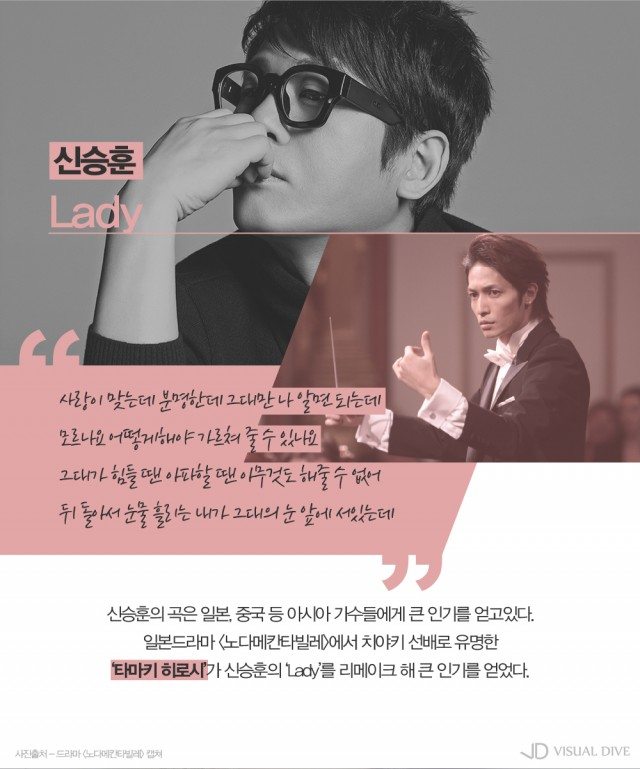 신승훈
Lady
“
사랑이 맞는데 분명한데 그대만 나 알면 되는데
모르나요 어떻게해야 가르쳐 줄 수 있나요
그대가 힘들 땐 아파할 땐 아무것도 해줄 수 없어
뒤 돌아서 눈물 흘리는 내가 그대의 눈 앞에 서있는데
”
신승훈의 곡은 일본, 중국 등 아시아 가수들에게 큰 인기를 얻고있다.
일본드라마 <노다메칸타빌레>에서 치아키 선배로 유명한
'타마키 히로시'가 신승훈의 'Lady'를 리메이크 해 큰 인기를 얻었다.
사진출처 - 드라마 <노다메칸타빌레> 캡쳐
VISUAL DIVE